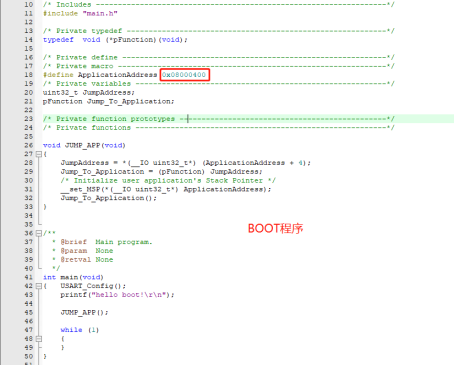 10 /* Includes ------------------------------------------------------------------*/
11 #include "main.h"
12
13 /* Private typedef -----------------------------------------------------------*/
14 typedef  void (*pFunction)(void);
15
16 /* Private define ------------------------------------------------------------*/
17 /* Private macro -------------------------------------------------------------*/
18 #define ApplicationAddress 0x08000400
19 /* Private variables ---------------------------------------------------------*/
20 uint32_t JumpAddress;
21 pFunction Jump_To_Application;
22
23 /* Private function prototypes -----------------------------------------------*/
24 /* Private functions ---------------------------------------------------------*/
25
26 void JUMP_APP(void)
27 {
28     JumpAddress = *(__IO uint32_t*) (ApplicationAddress + 4);
29     Jump_To_Application = (pFunction) JumpAddress;
30     /* Initialize user application's Stack Pointer */
31     __set_MSP(*(__IO uint32_t*) ApplicationAddress);
32     Jump_To_Application();
33 }
34
BOOT程序
35
36 /**
37   * @brief  Main program.
38   * @param  None
39   * @retval None
40   */
41 int main(void)
42 {   USART_Config();
43     printf("hello boot!\r\n");
44
45     JUMP_APP();
46
47     while (1)
48     {
49     }
50 }
51